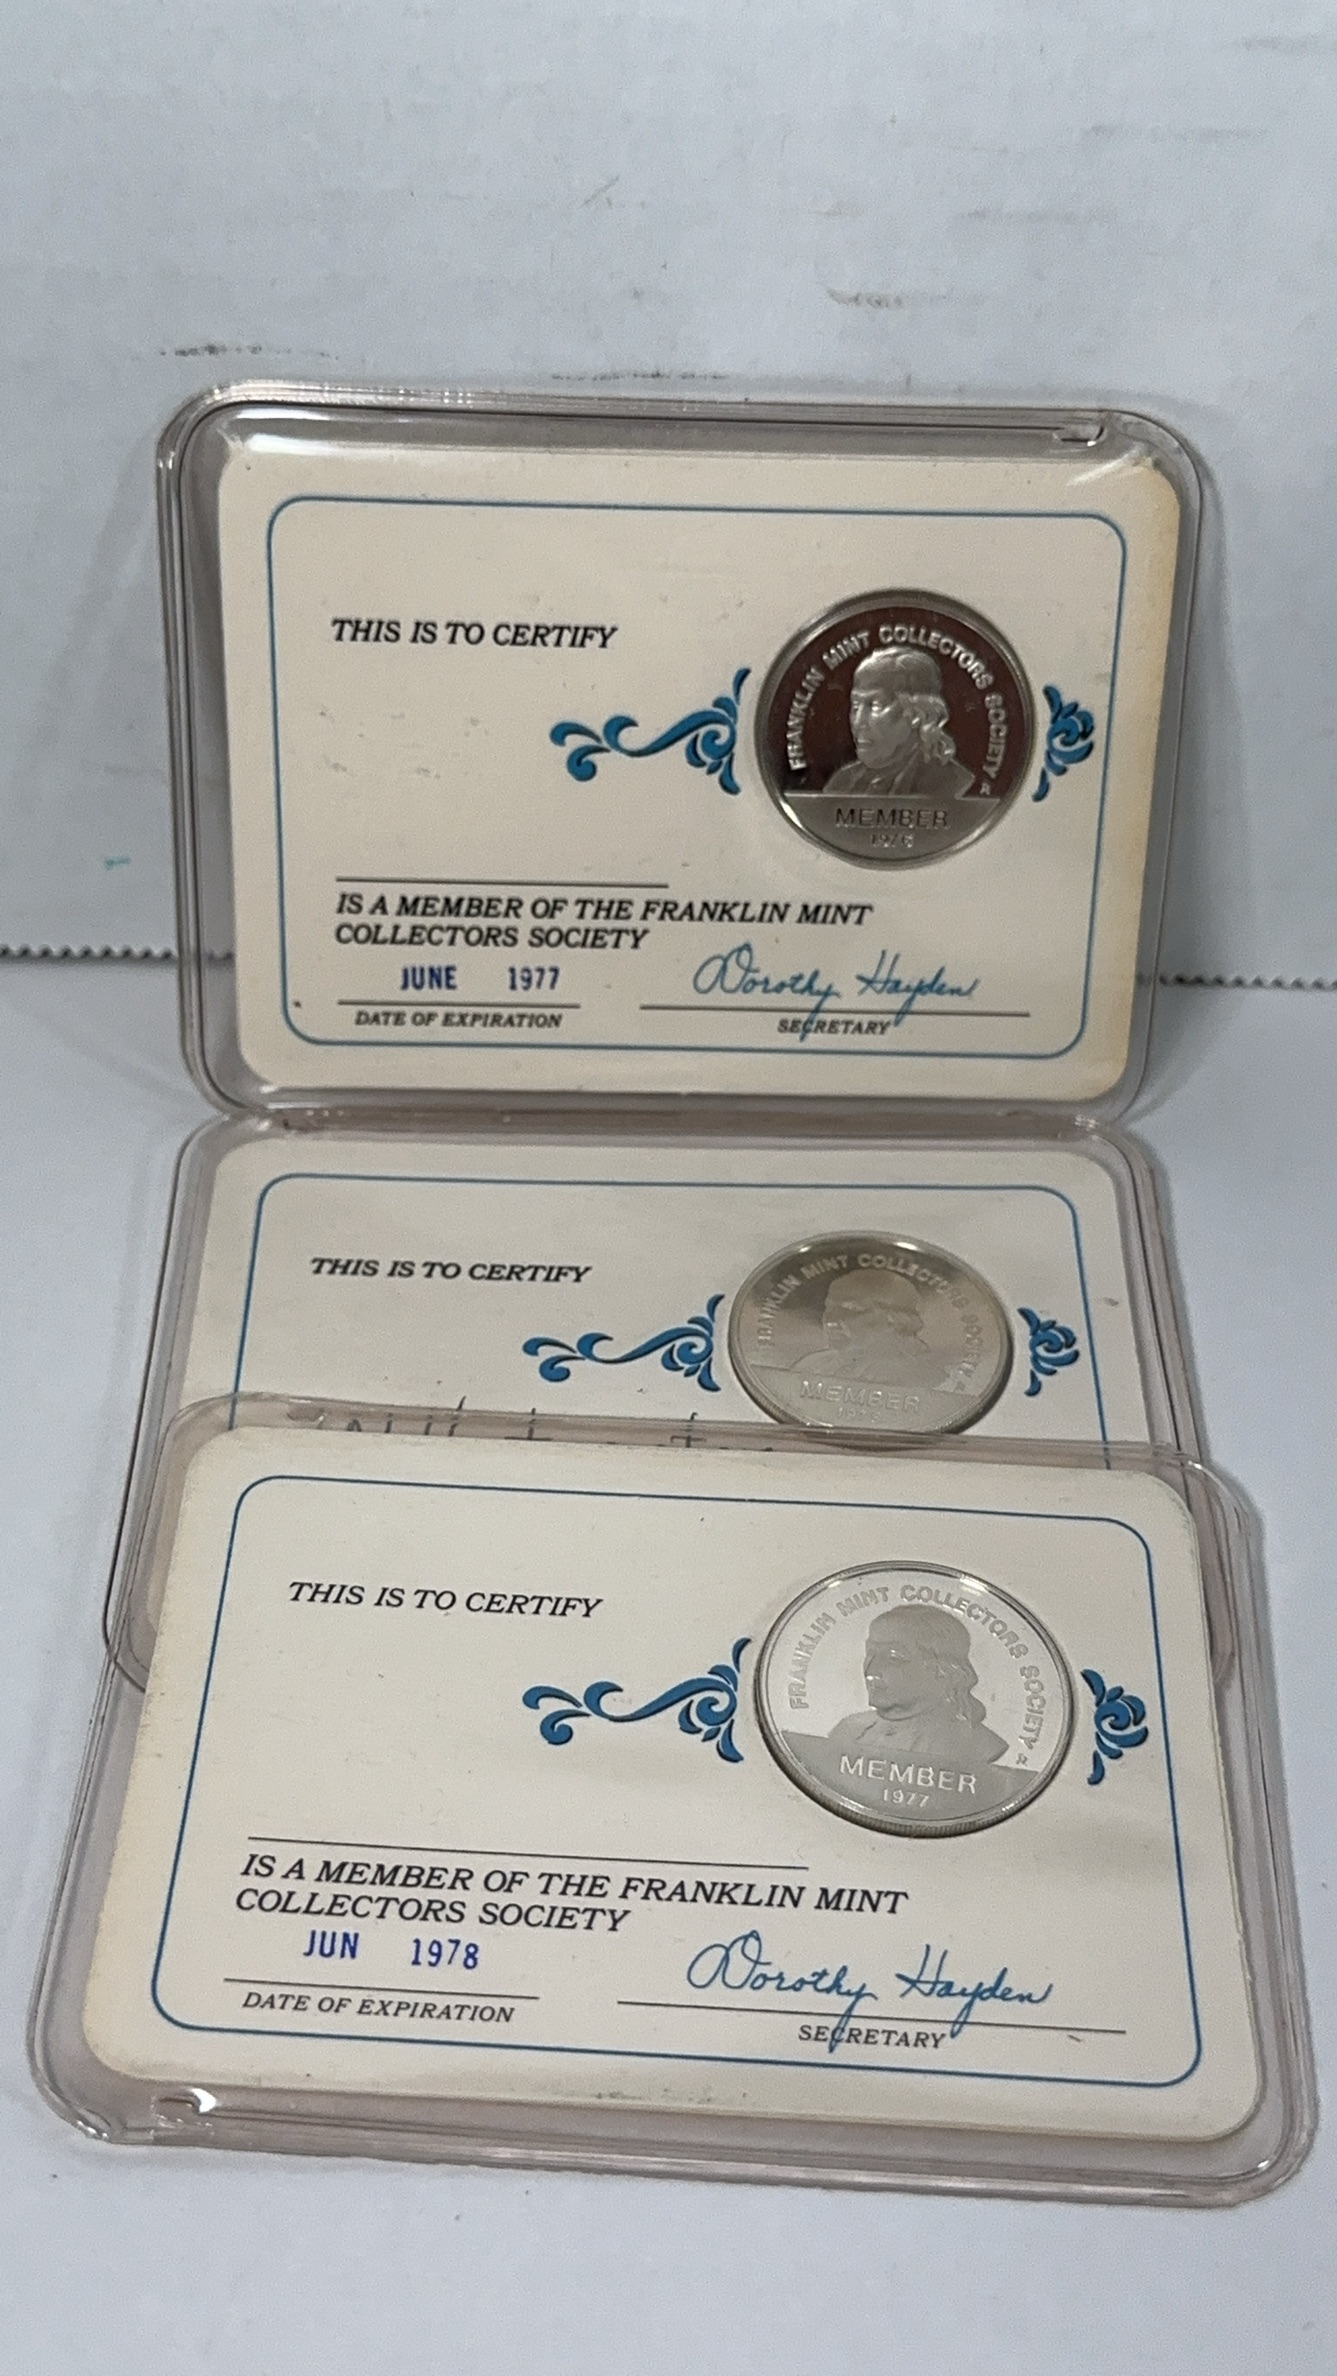 THIS IS TO CERTIFY
FRANKLIN MINT COLLECTORS SOCIETY
MEMBER
1976
IS A MEMBER OF THE FRANKLIN MINT
COLLECTORS SOCIETY
JUNE 1977
Dorothy Hayden
DATE OF EXPIRATION
SECRETARY
THIS IS TO CERTIFY
FRANKLIN MINT COLLECTORS SOCIETY
MEMBER
THIS IS TO CERTIFY
FRANKLIN MINT COLLECTORS SOCIETY
MEMBER
1977
IS A MEMBER OF THE FRANKLIN MINT
COLLECTORS SOCIETY
JUN 1978
Dorothy Hayden
DATE OF EXPIRATION
SECRETARY